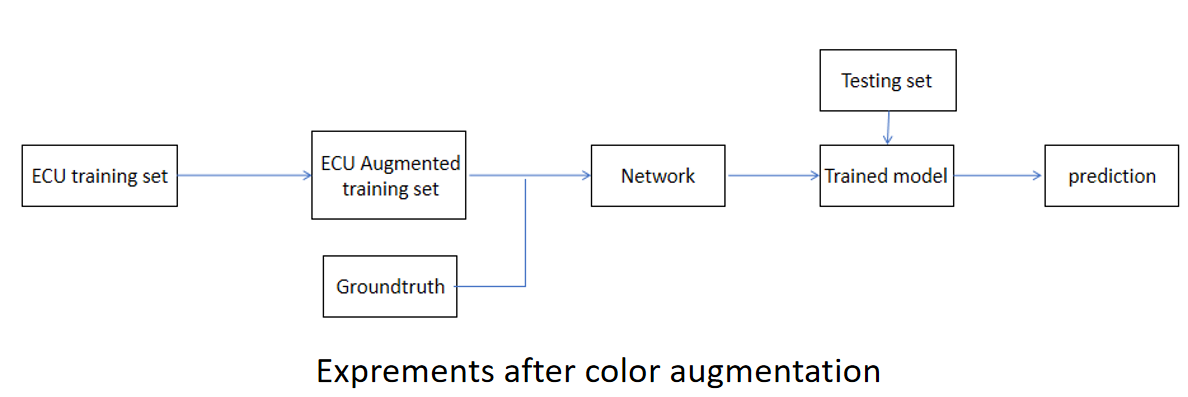 Testing set
ECU training set
ECU Augmented
training set
Network
Trained model
prediction
Groundtruth
Exprements after color augmentation